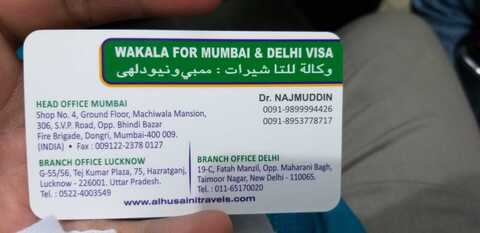 WAKALA FOR MUMBAI & DELHI VISA
وكالة للتاشيرات : ممبي ونيودلهى
Dr. NAJMUDDIN
0091-9899994426
0091-8953778717
HEAD OFFICE MUMBAI
Shop No. 4, Ground Floor, Machiwala Mansion,
306, S.V.P. Road, Opp. Bhindi Bazar
Fire Brigade, Dongri, Mumbai-400 009.
(INDIA) • Fax : 009122-2378 0127
BRANCH OFFICE LUCKNOW
G-55/56, Tej Kumar Plaza, 75, Hazratganj,
Lucknow - 226001. Uttar Pradesh.
Tel. : 0522-4003549
BRANCH OFFICE DELHI
19-C, Fatah Manzil, Opp. Maharani Bagh,
Taimoor Nagar, New Delhi - 110065.
Tel. : 011-65170020
www.alhusainitravels.com